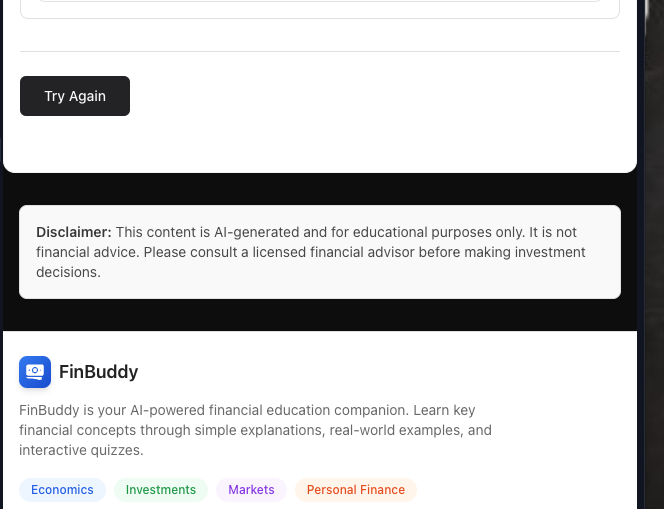 Try Again
Disclaimer: This content is AI-generated and for educational purposes only. It is not
financial advice. Please consult a licensed financial advisor before making investment
decisions.
FinBuddy
FinBuddy is your AI-powered financial education companion. Learn key
financial concepts through simple explanations, real-world examples, and
interactive quizzes.
Economics Investments Markets Personal Finance